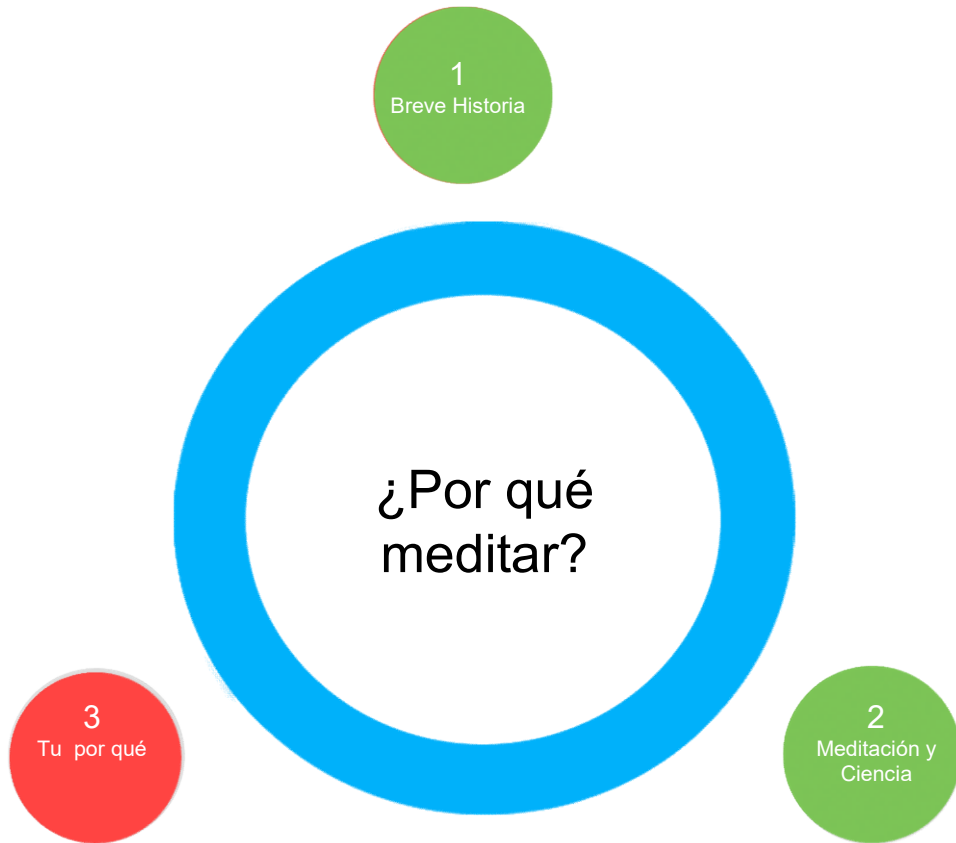 1
Breve Historia
¿Por qué
meditar?
3
Tu  por qué
2
Meditación y
Ciencia